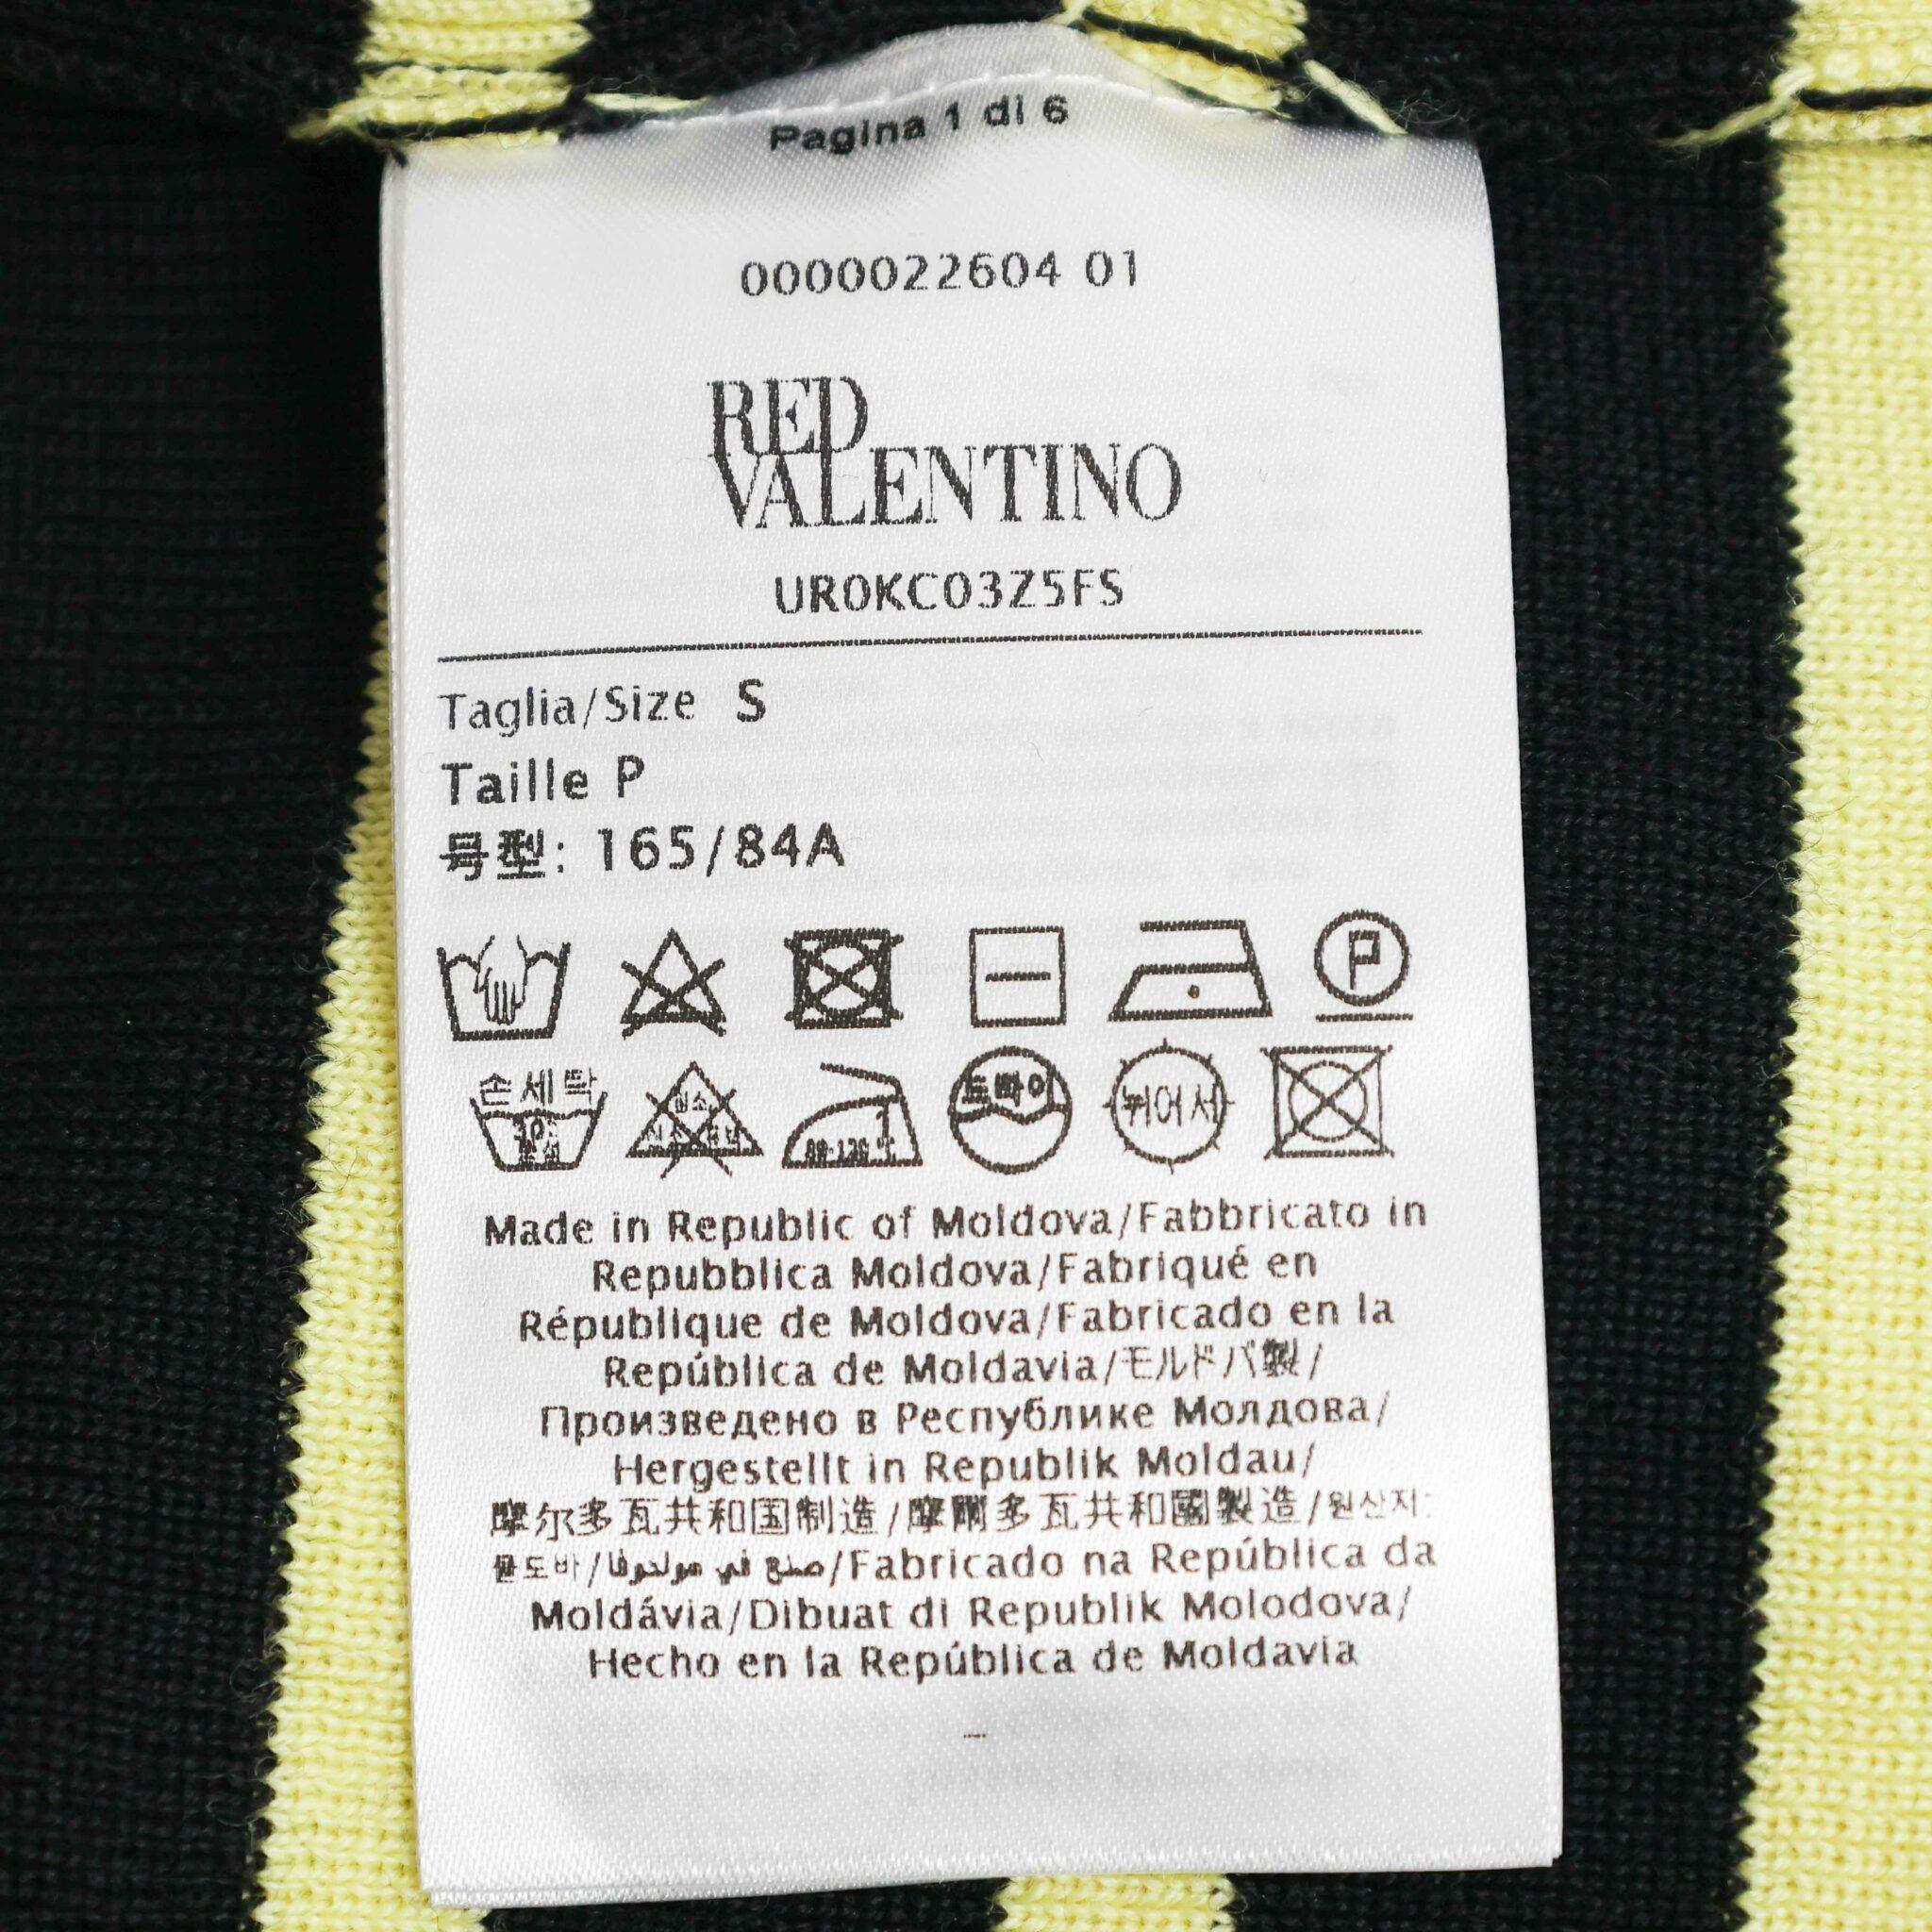 Pagina 1 di 6
0000022604 01
RED
VALENTINO
UR0KC03Z5FS
Taglia/Size S
Taille P
号型: 165/84A
P
손세탁
드라이
뉘어서
80-120℃
Made in Republic of Moldova/Fabbricato in
Repubblica Moldova/Fabriqué en
République de Moldova/Fabricado en la
República de Moldavia/モルドバ製/
Произведено в Республике Молдова/
Hergestellt in Republik Moldau/
摩尔多瓦共和国制造/摩爾多瓦共和國製造/원산지:
몰도바/صنع في مولدوفا/Fabricado na República da
Moldávia/Dibuat di Republik Molodova/
Hecho en la República de Moldavia